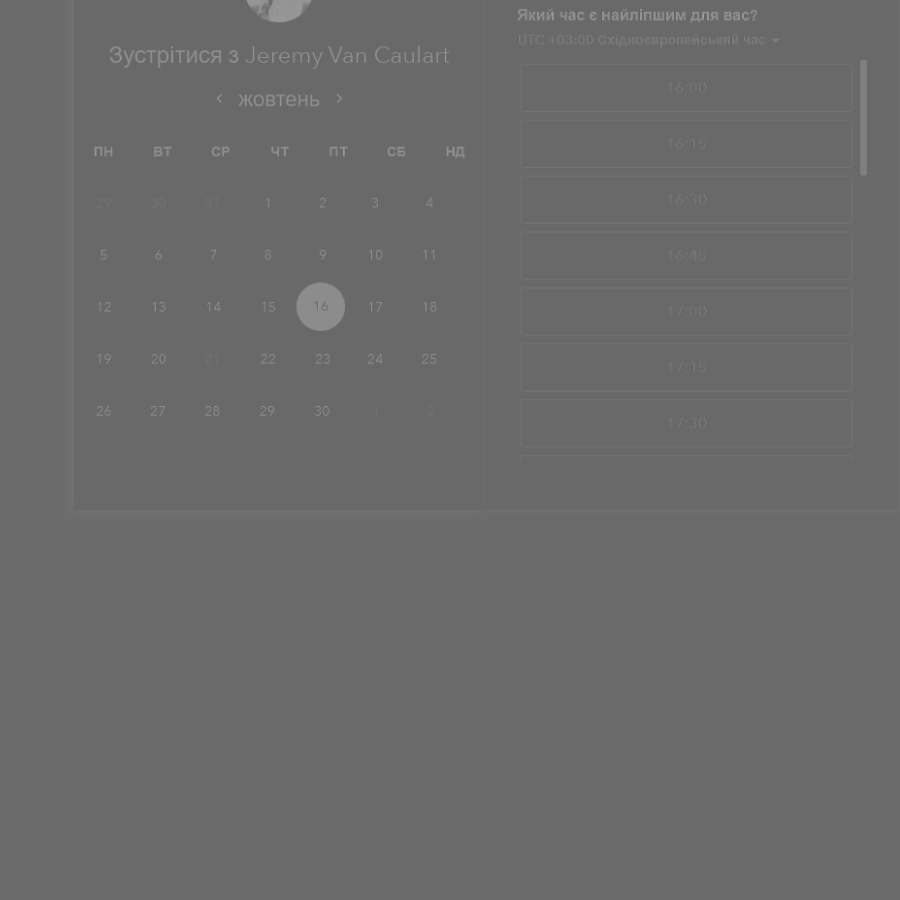 Зустрітися з Jeremy Van Caulart
жовтень
ПН ВТ СР ЧТ ПТ СБ НД
29 30 31 1 2 3 4
5 6 7 8 9 10 11
12 13 14 15 16 17 18
19 20 21 22 23 24 25
26 27 28 29 30 1 2
Який час є найліпшим для вас?
UTC +03:00 Східноєвропейський час
16:00
16:15
16:30
16:45
17:00
17:15
17:30